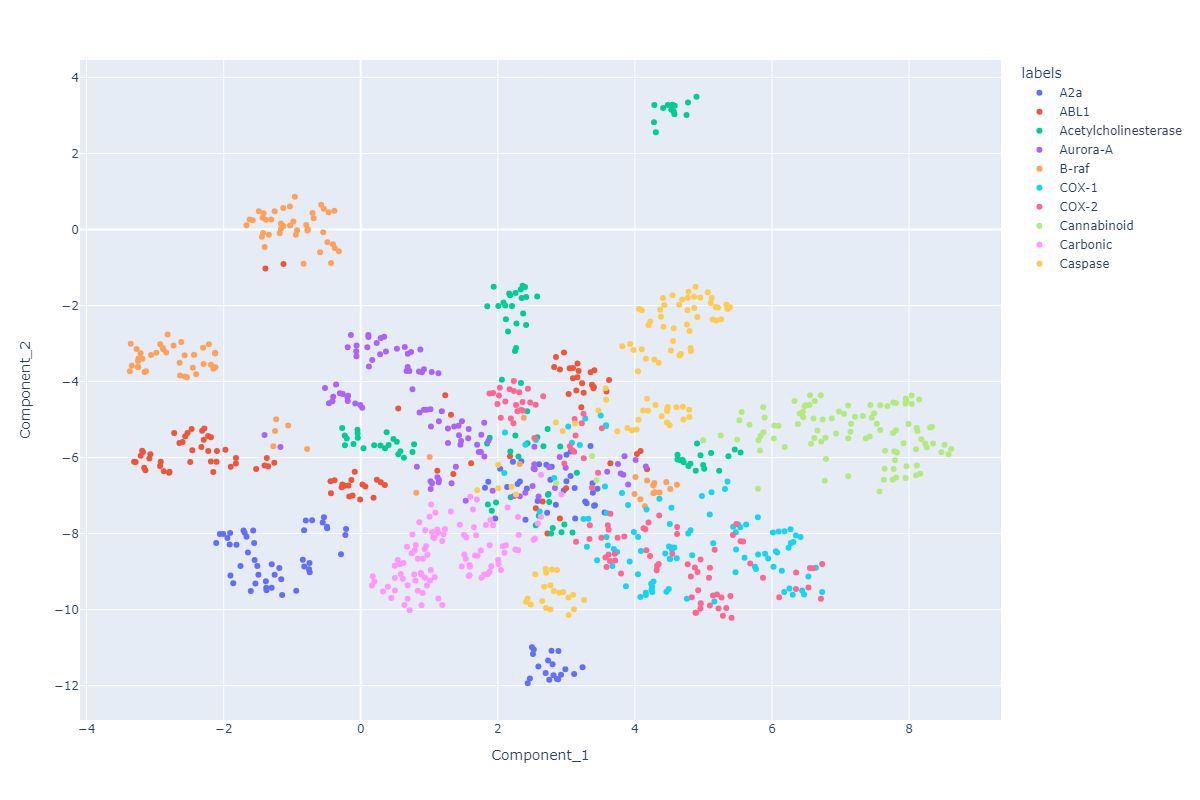 labels
A2a
ABL1
Acetylcholinesterase
Aurora-A
B-raf
COX-1
COX-2
Cannabinoid
Carbonic
Caspase
4
2
0
−2
−4
−6
−8
−10
−12
Component_2
−4 −2 0 2 4 6 8
Component_1